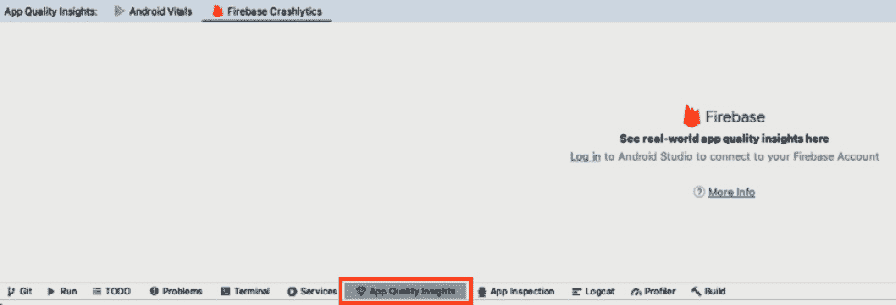 App Quality Insights: Android Vitals Firebase Crashlytics
Firebase
See real-world app quality insights here
Log in to Android Studio to connect to your Firebase Account
More Info
Git Run TODO Problems Terminal Services App Quality Insights App Inspection Logcat Profiler Build